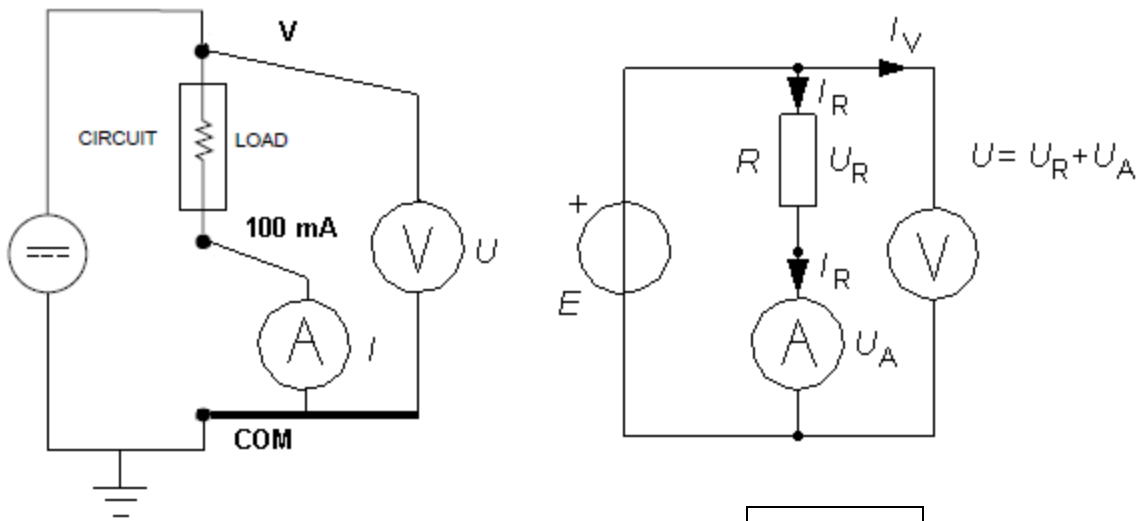 V
CIRCUIT
LOAD
100 mA
V
U
A
I
COM
I_V
I_R
R
U_R
U = U_R + U_A
+
E
V
I_R
A
U_A